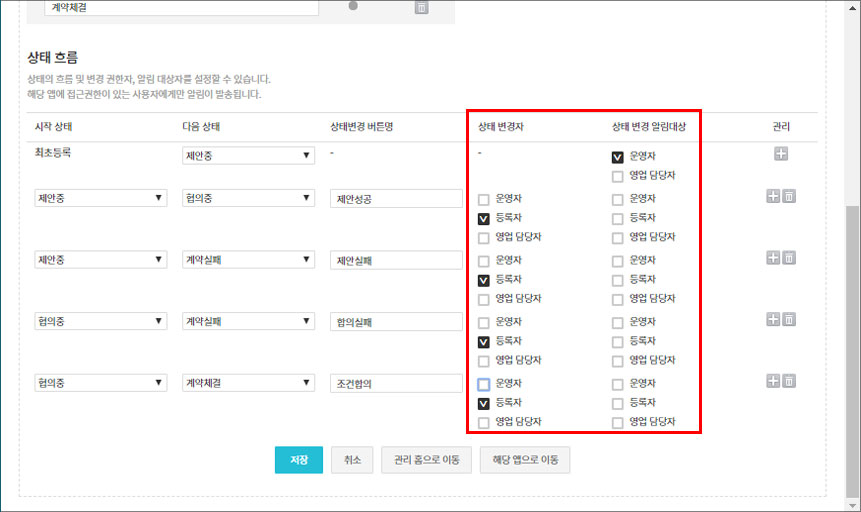 계약체결
상태 흐름
상태의 흐름 및 변경 권한자, 알림 대상자를 설정할 수 있습니다.
해당 앱에 접근권한이 있는 사용자에게만 알림이 발송됩니다.
시작 상태 다음 상태 상태변경 버튼명 상태 변경자 상태 변경 알림대상 관리
최초등록 제안중 - - 운영자
영업 담당자
제안중 협의중 제안성공 운영자 운영자
등록자 등록자
영업 담당자 영업 담당자
제안중 계약실패 제안실패 운영자 운영자
등록자 등록자
영업 담당자 영업 담당자
협의중 계약실패 합의실패 운영자 운영자
등록자 등록자
영업 담당자 영업 담당자
협의중 계약체결 조건합의 운영자 운영자
등록자 등록자
영업 담당자 영업 담당자
저장 취소 관리 홈으로 이동 해당 앱으로 이동